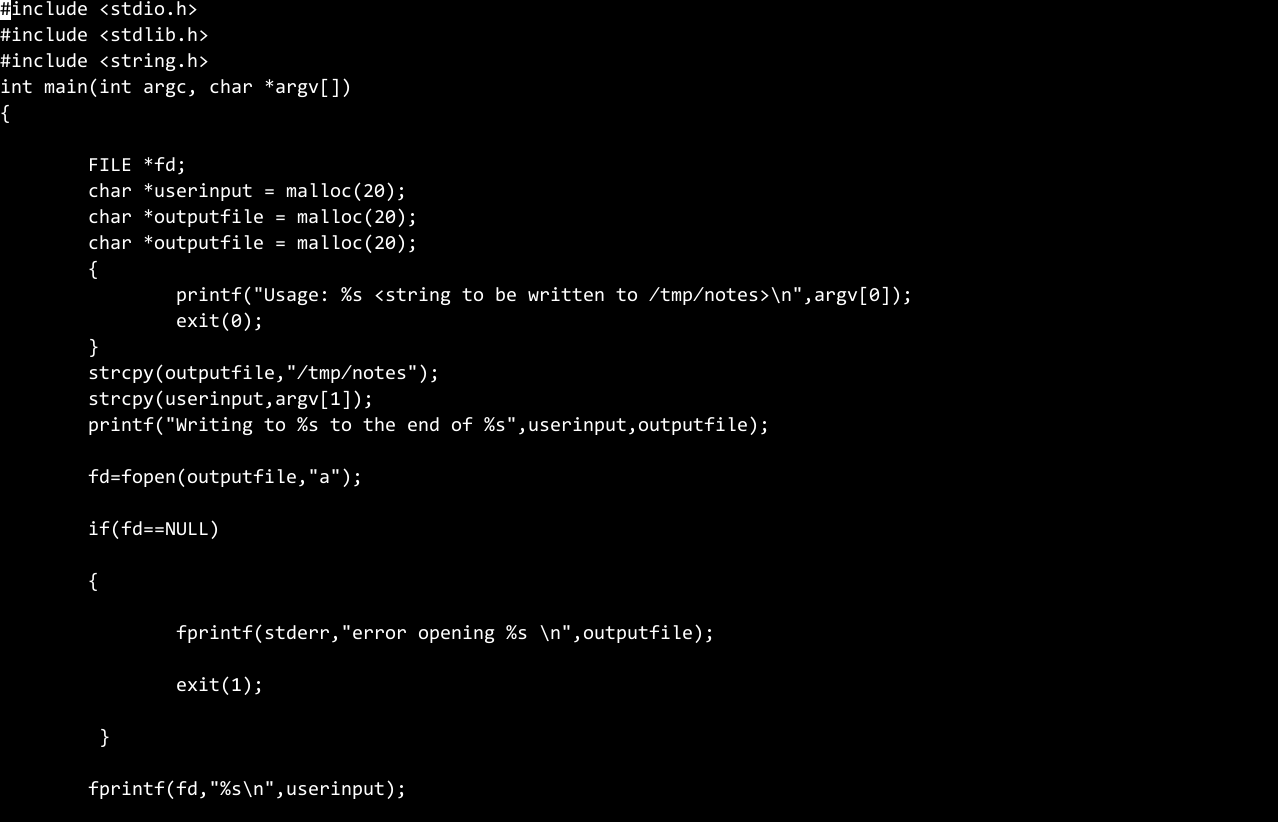 #include <stdio.h>
#include <stdlib.h>
#include <string.h>
int main(int argc, char *argv[])
{
FILE *fd;
char *userinput = malloc(20);
char *outputfile = malloc(20);
char *outputfile = malloc(20);
{
printf("Usage: %s <string to be written to /tmp/notes>\n",argv[0]);
exit(0);
}
strcpy(outputfile,"/tmp/notes");
strcpy(userinput,argv[1]);
printf("Writing to %s to the end of %s",userinput,outputfile);
fd=fopen(outputfile,"a");
if(fd==NULL)
{
fprintf(stderr,"error opening %s \n",outputfile);
exit(1);
}
fprintf(fd,"%s\n",userinput);